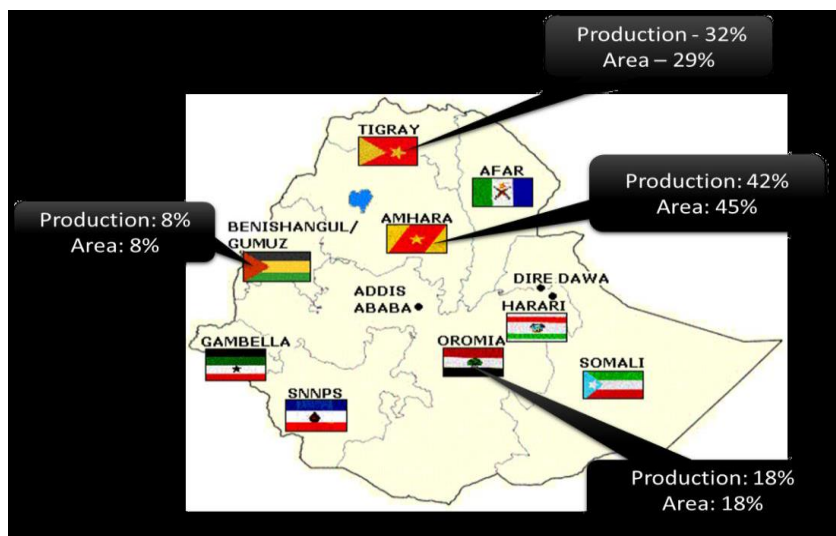 Production - 32%
Area – 29%
TIGRAY
AFAR
Production: 42%
Area: 45%
Production: 8%
Area: 8%
BENISHANGUL/
GUMUZ
AMHARA
DIRE DAWA
ADDIS
ABABA
HARARI
GAMBELLA
OROMIA
SOMALI
SNNPS
Production: 18%
Area: 18%